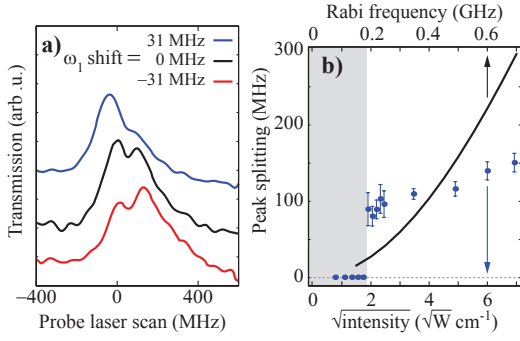 a)
ω₁ shift =
31 MHz
0 MHz
−31 MHz
Transmission (arb .u.)
−400
0
400
Probe laser scan (MHz)
Rabi frequency (GHz)
0
0.2
0.4
0.6
b)
Peak splitting (MHz)
300
200
100
0
0
2
4
6
√intensity (√W cm⁻¹)